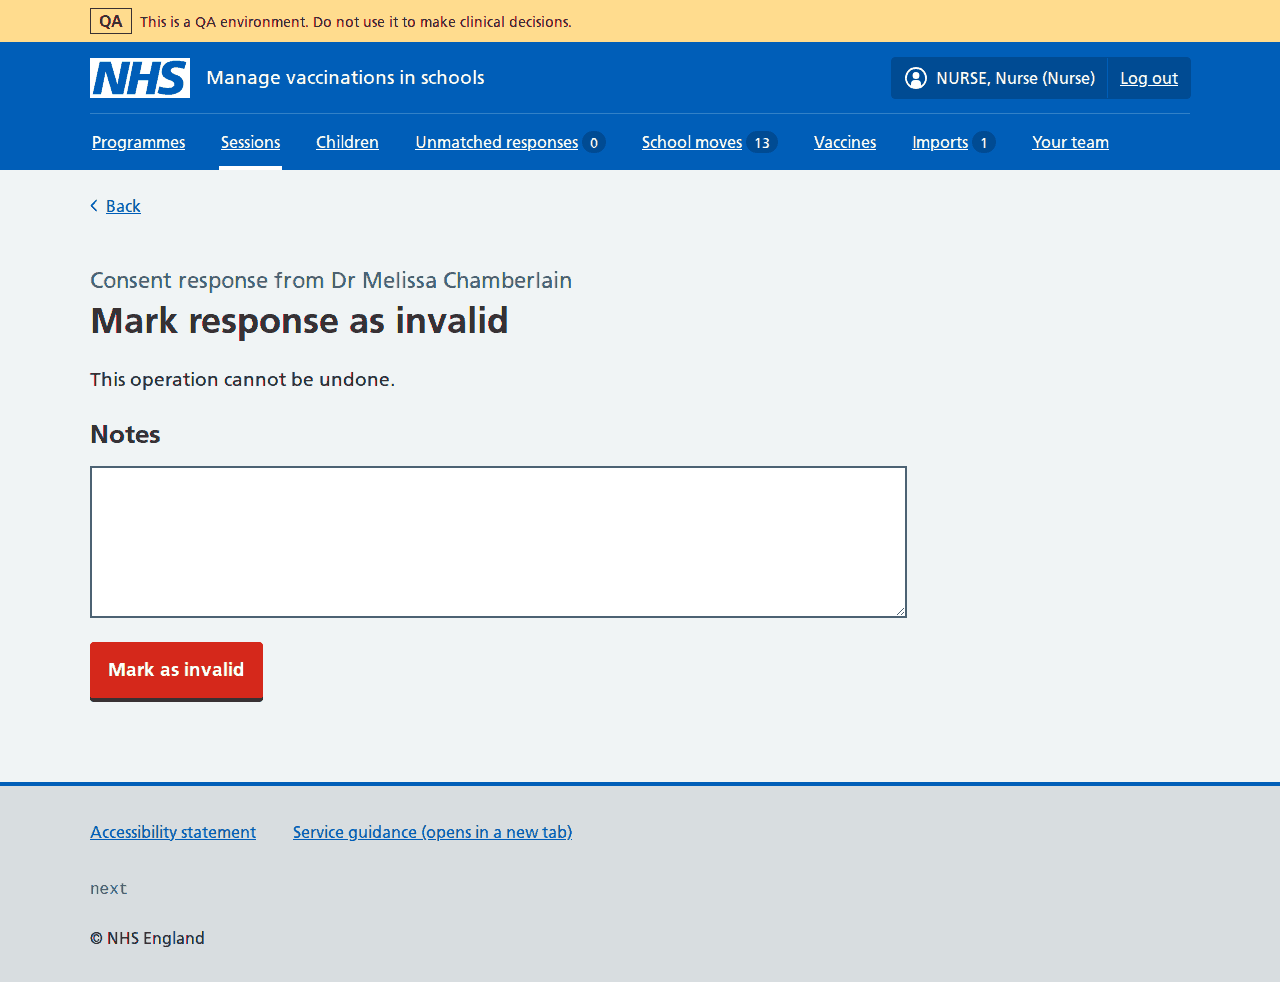 QA This is a QA environment. Do not use it to make clinical decisions.
NHS Manage vaccinations in schools NURSE, Nurse (Nurse) Log out
Programmes Sessions Children Unmatched responses 0 School moves 13 Vaccines Imports 1 Your team
Back
Consent response from Dr Melissa Chamberlain
Mark response as invalid
This operation cannot be undone.
Notes
Mark as invalid
Accessibility statement Service guidance (opens in a new tab)
next
© NHS England